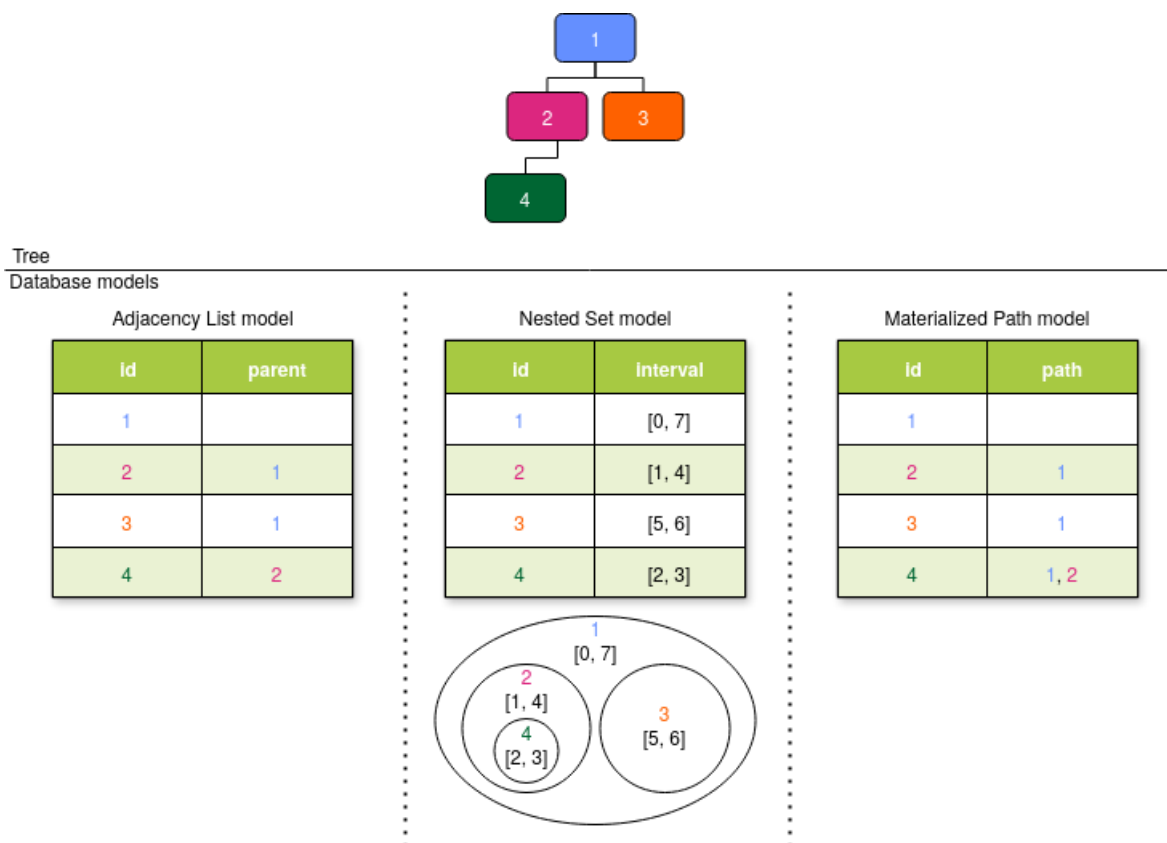 1
2 3
4
Tree
Database models
Adjacency List model
id parent
1
2 1
3 1
4 2
Nested Set model
id interval
1 [0, 7]
2 [1, 4]
3 [5, 6]
4 [2, 3]
1
[0, 7]
2
[1, 4]
4
[2, 3]
3
[5, 6]
Materialized Path model
id path
1
2 1
3 1
4 1, 2